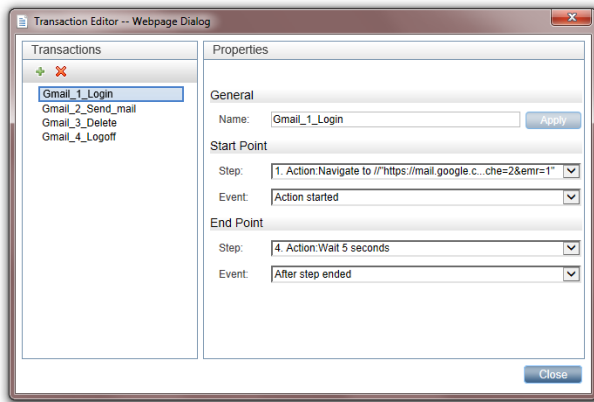 Transaction Editor -- Webpage Dialog
Transactions
Gmail_1_Login
Gmail_2_Send_mail
Gmail_3_Delete
Gmail_4_Logoff
Properties
General
Name: Gmail_1_Login Apply
Start Point
Step: 1. Action:Navigate to //"https://mail.google.c...che=2&emr=1"
Event: Action started
End Point
Step: 4. Action:Wait 5 seconds
Event: After step ended
Close